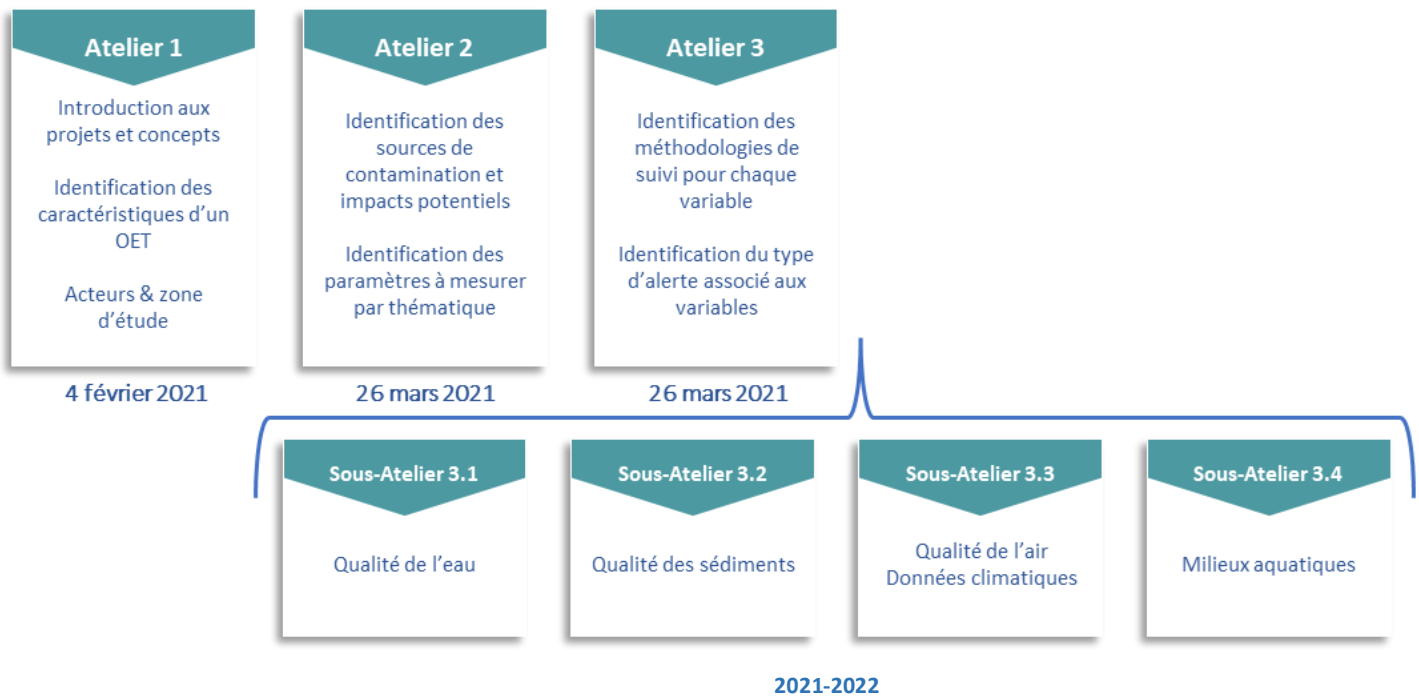 Atelier 1
Introduction aux
projets et concepts
Identification des
caractéristiques d'un
OET
Acteurs & zone
d'étude
4 février 2021
Atelier 2
Identification des
sources de
contamination et
impacts potentiels
Identification des
paramètres à mesurer
par thématique
26 mars 2021
Atelier 3
Identification des
méthodologies de
suivi pour chaque
variable
Identification du type
d'alerte associé aux
variables
26 mars 2021
Sous-Atelier 3.1
Qualité de l'eau
Sous-Atelier 3.2
Qualité des sédiments
Sous-Atelier 3.3
Qualité de l'air
Données climatiques
Sous-Atelier 3.4
Milieux aquatiques
2021-2022